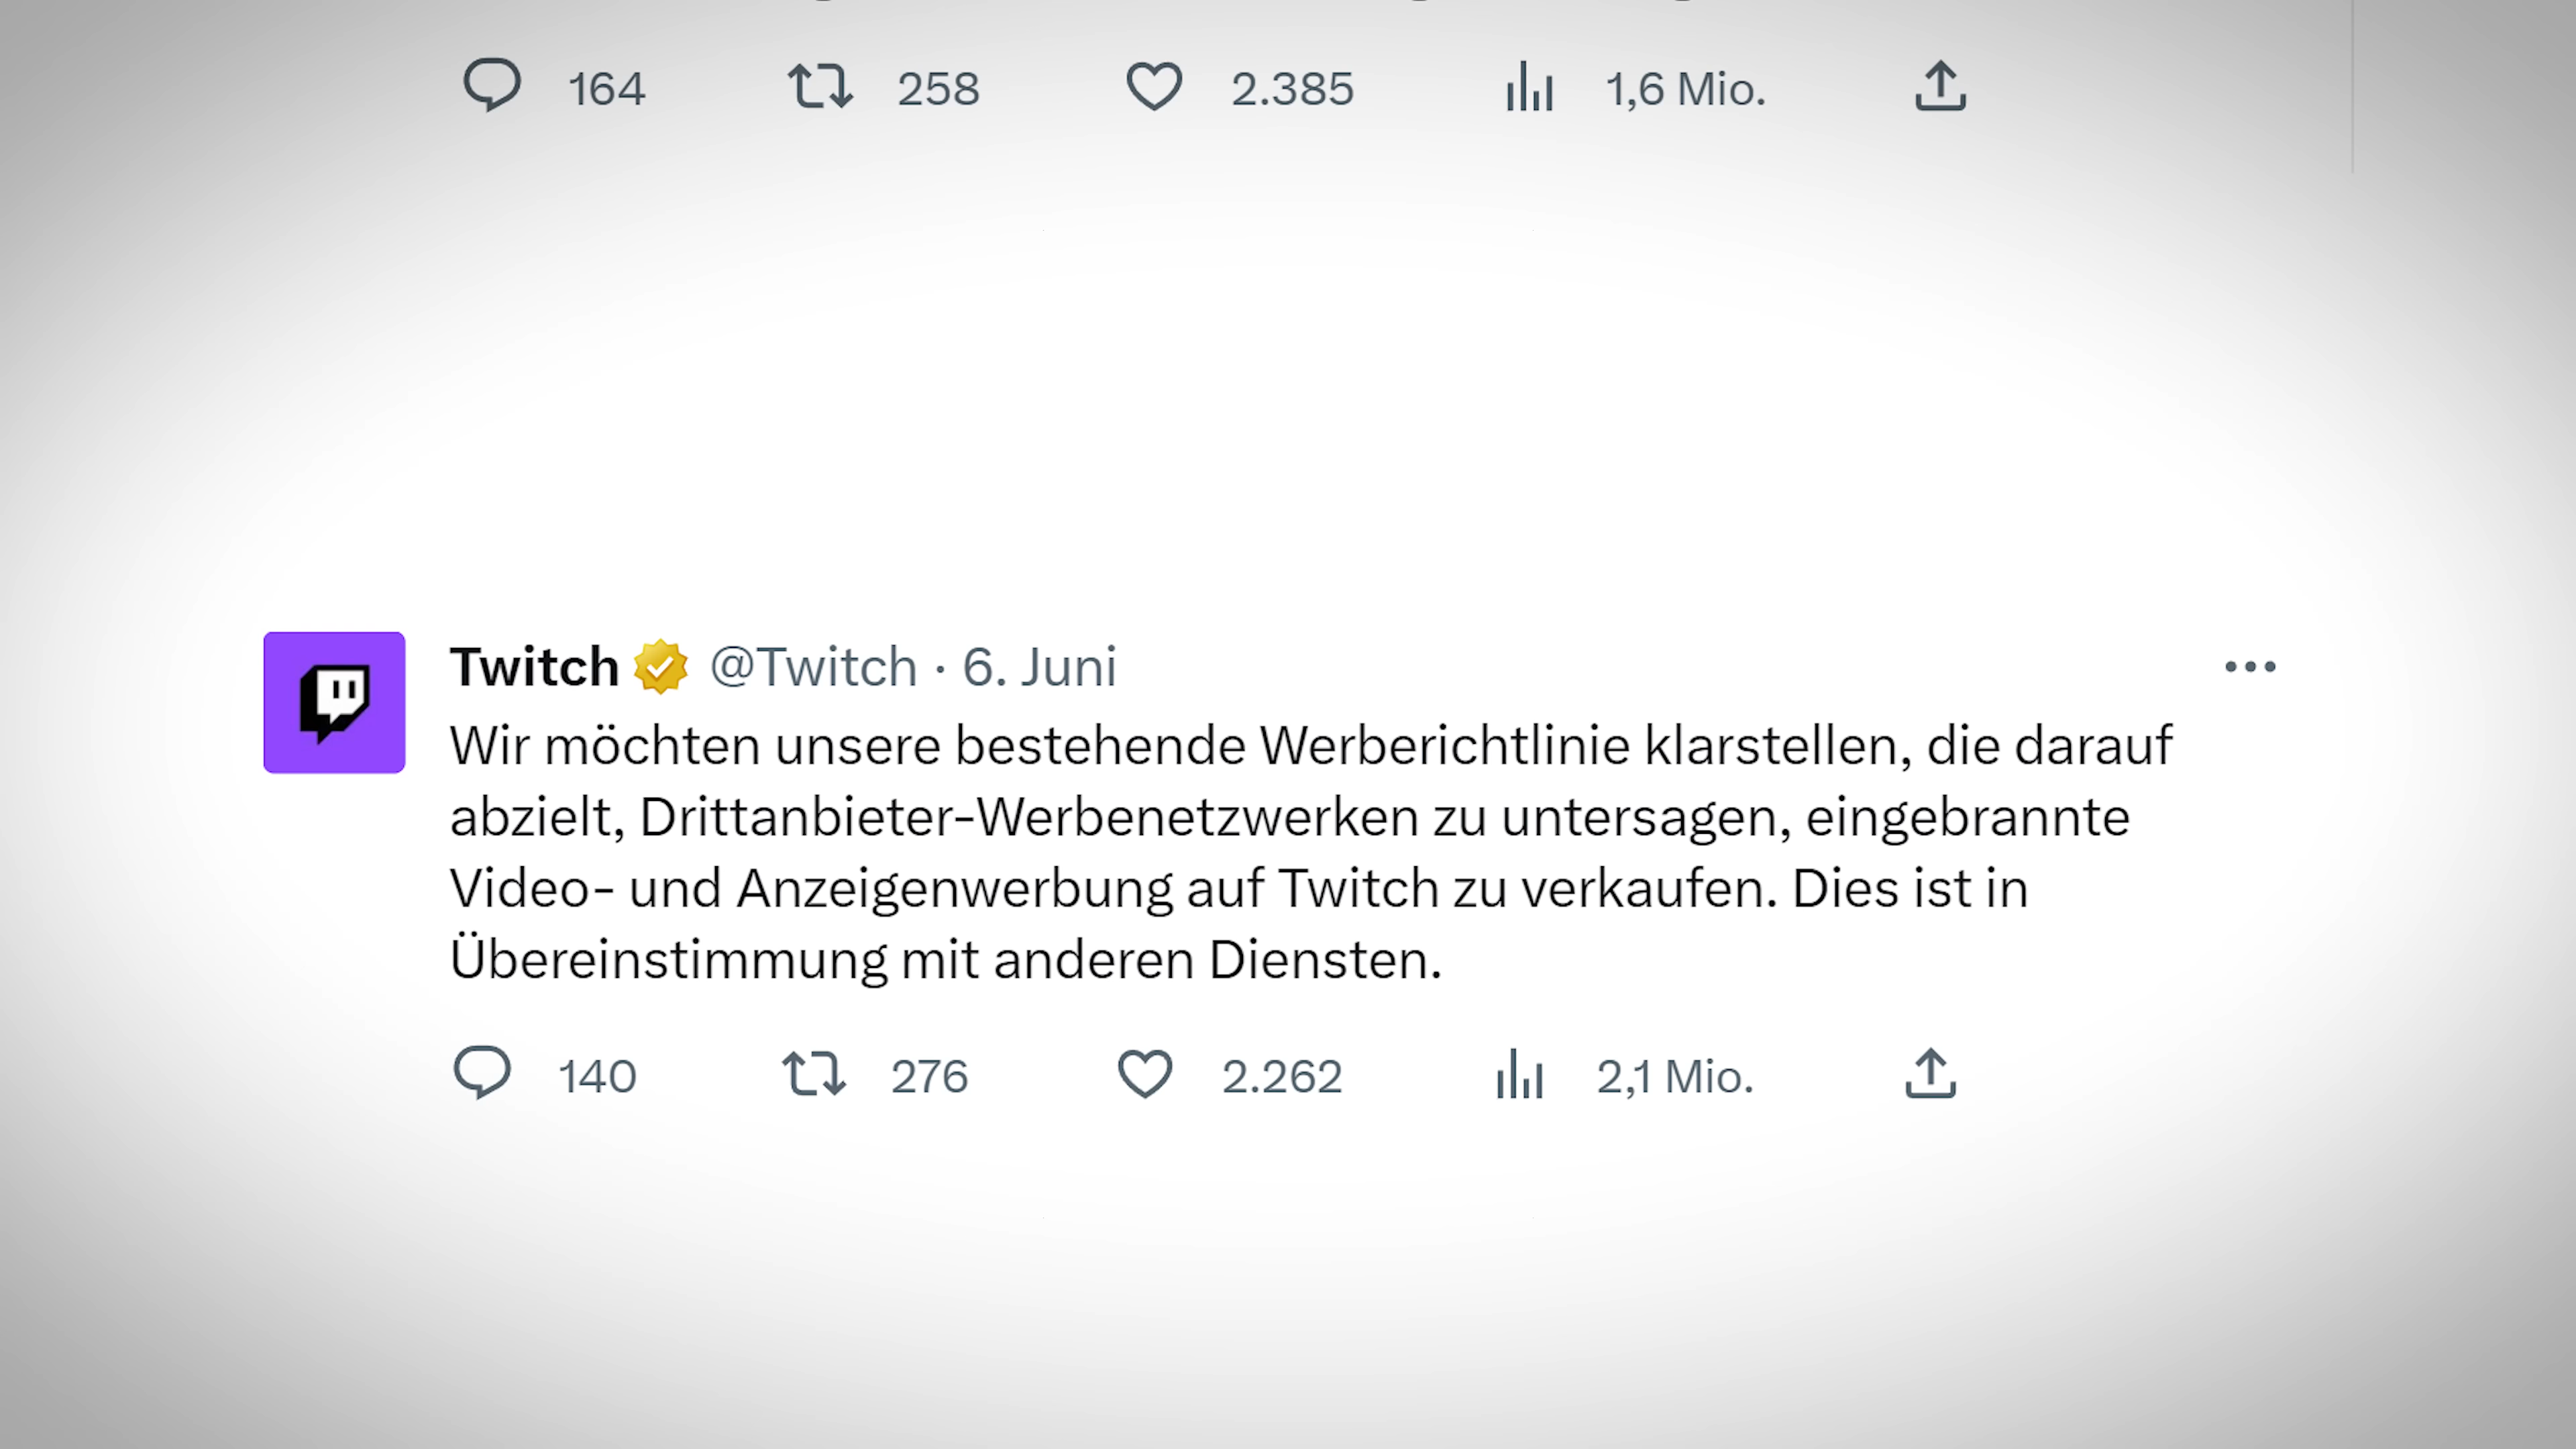 164 258 2.385 1,6 Mio.
Twitch @Twitch · 6. Juni
Wir möchten unsere bestehende Werberichtlinie klarstellen, die darauf
abzielt, Drittanbieter-Werbenetzwerken zu untersagen, eingebrannte
Video- und Anzeigenwerbung auf Twitch zu verkaufen. Dies ist in
Übereinstimmung mit anderen Diensten.
140 276 2.262 2,1 Mio.